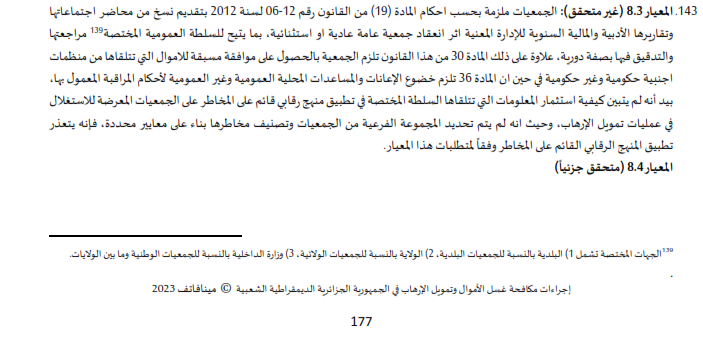 143. المعيار 8.3 (غير متحقق): الجمعيات ملزمة بحسب احكام المادة (19) من القانون رقم 12-06 لسنة 2012 بتقديم نسخ من محاضر اجتماعاتها
وتقاريرها الأدبية والمالية السنوية للإدارة المعنية اثر انعقاد جمعية عامة عادية او استثنائية، بما يتيح للسلطة العمومية المختصة139 مراجعتها
والتدقيق فيها بصفة دورية، علاوة على ذلك المادة 30 من هذا القانون تلزم الجمعية بالحصول على موافقة مسبقة للاموال التي تتلقاها من منظمات
اجنبية حكومية وغير حكومية في حين ان المادة 36 تلزم خضوع الإعانات والمساعدات المحلية العمومية وغير العمومية لأحكام المراقبة المعمول بها،
بيد أنه لم يتبين كيفية استثمار المعلومات التي تتلقاها السلطة المختصة في تطبيق منهج رقابي قائم على المخاطر على الجمعيات المعرضة للاستغلال
في عمليات تمويل الإرهاب، وحيث انه لم يتم تحديد المجموعة الفرعية من الجمعيات وتصنيف مخاطرها بناء على معايير محددة، فإنه يتعذر
تطبيق المنهج الرقابي القائم على المخاطر وفقاً لمتطلبات هذا المعيار.
المعيار 8.4 (متحقق جزئياً)
139 الجهات المختصة تشمل 1) البلدية بالنسبة للجمعيات البلدية، 2) الولاية بالنسبة للجمعيات الولائية، 3) وزارة الداخلية بالنسبة للجمعيات الوطنية وما بين الولايات.
.
إجراءات مكافحة غسل الأموال وتمويل الإرهاب في الجمهورية الجزائرية الديمقراطية الشعبية © مينافاتف 2023
177